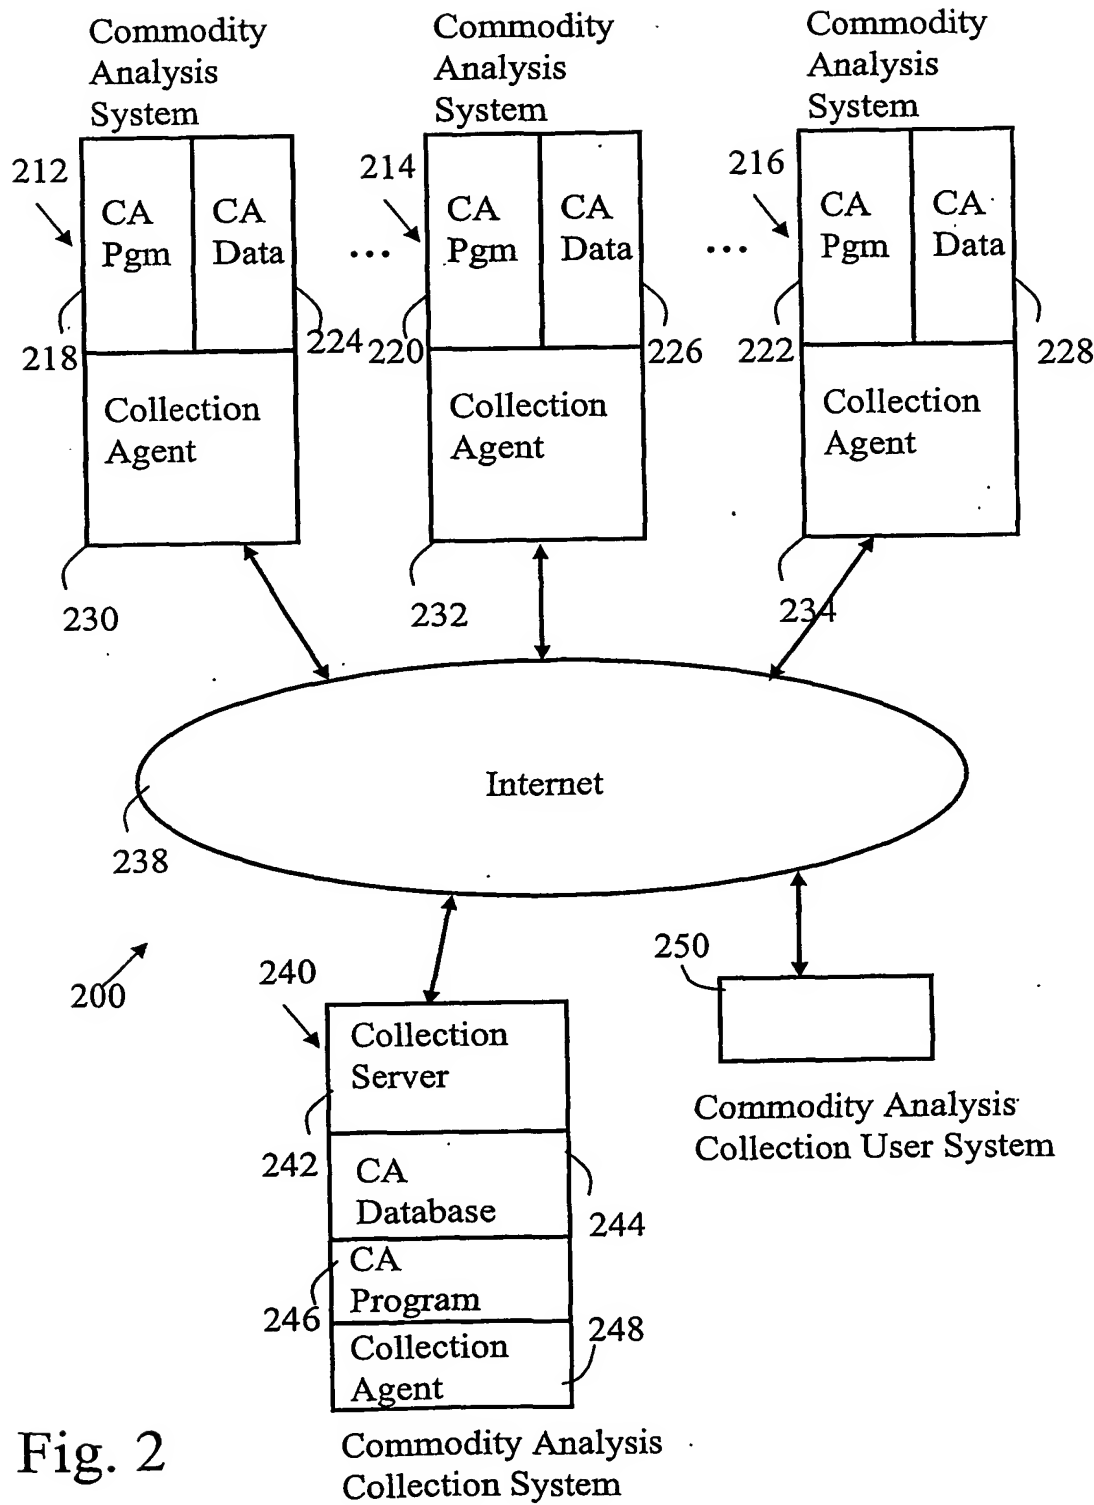 Commodity
Analysis
System
Commodity
Analysis
System
Commodity
Analysis
System
212
CA
Pgm
CA
Data
...
214
CA
Pgm
CA
Data
...
216
CA
Pgm
CA
Data
218
224
220
226
222
228
Collection
Agent
Collection
Agent
Collection
Agent
230
232
234
Internet
238
200
240
250
Collection
Server
242
CA
Database
244
CA
Program
246
Collection
Agent
248
Commodity Analysis
Collection User System
Commodity Analysis
Collection System
Fig. 2